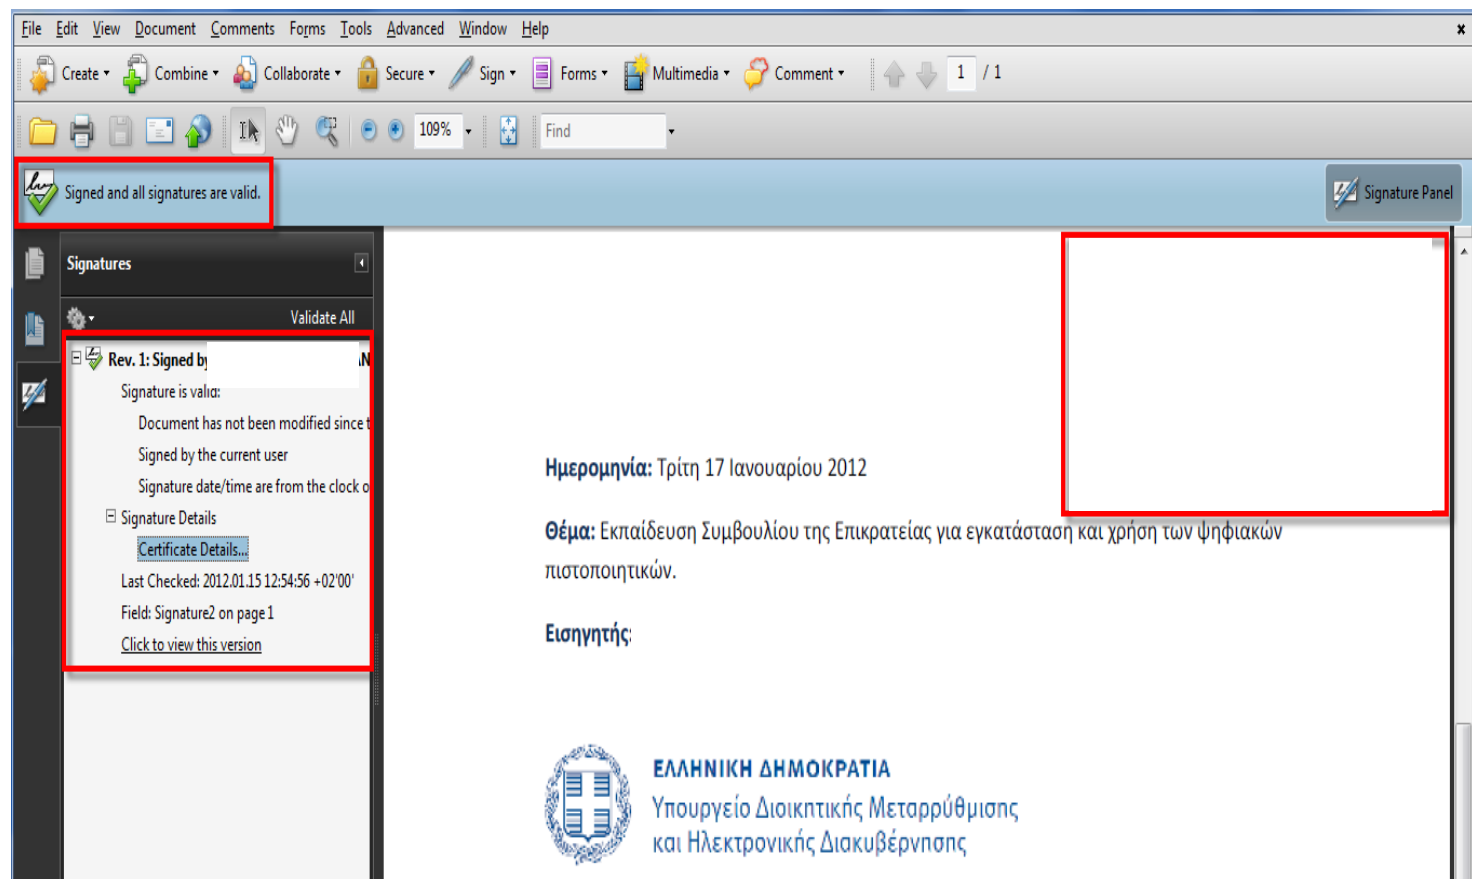 File Edit View Document Comments Forms Tools Advanced Window Help
Create Combine Collaborate Secure Sign Forms Multimedia Comment 1 / 1
109% Find
Signed and all signatures are valid.
Signature Panel
Signatures
Validate All
Rev. 1: Signed by
Signature is valid:
Document has not been modified since t
Signed by the current user
Signature date/time are from the clock o
Signature Details
Certificate Details...
Last Checked: 2012.01.15 12:54:56 +02'00'
Field: Signature2 on page 1
Click to view this version
Ημερομηνία: Τρίτη 17 Ιανουαρίου 2012
Θέμα: Εκπαίδευση Συμβουλίου της Επικρατείας για εγκατάσταση και χρήση των ψηφιακών
πιστοποιητικών.
Εισηγητής:
ΕΛΛΗΝΙΚΗ ΔΗΜΟΚΡΑΤΙΑ
Υπουργείο Διοικητικής Μεταρρύθμισης
και Ηλεκτρονικής Διακυβέρνησης